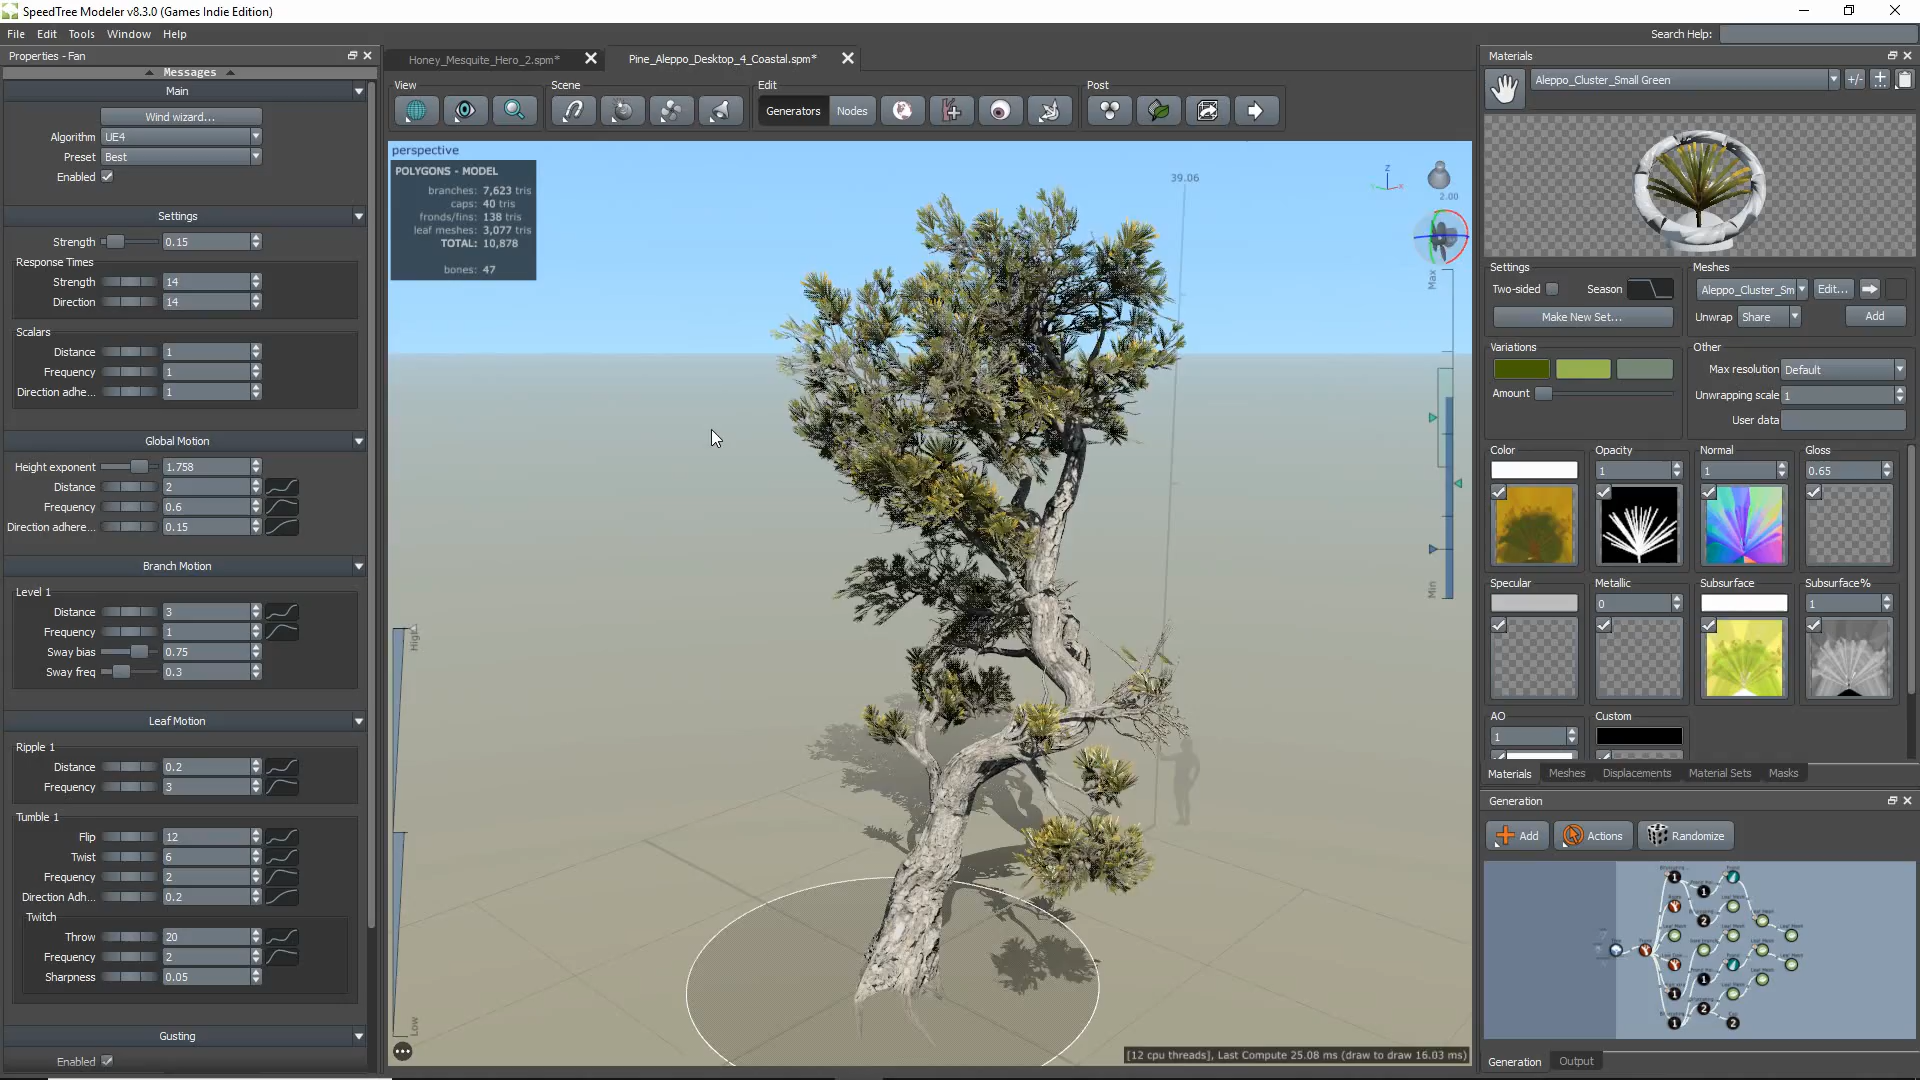 SpeedTree Modeler v8.3.0 (Games Indie Edition)
File Edit Tools Window Help
Search Help:
Properties - Fan
Messages
Main
Wind wizard...
Algorithm UE4
Preset Best
Enabled
Settings
Strength 0.15
Response Times
Strength 14
Direction 14
Scalars
Distance 1
Frequency 1
Direction adhe... 1
Global Motion
Height exponent 1.758
Distance 2
Frequency 0.6
Direction adhere... 0.15
Branch Motion
Level 1
Distance 3
Frequency 1
Sway bias 0.75
Sway freq 0.3
Leaf Motion
Ripple 1
Distance 0.2
Frequency 3
Tumble 1
Flip 12
Twist 6
Frequency 2
Direction Adh... 0.2
Twitch
Throw 20
Frequency 2
Sharpness 0.05
Gusting
Enabled
Honey_Mesquite_Hero_2.spm*
Pine_Aleppo_Desktop_4_Coastal.spm*
View
Scene
Edit
Post
Generators
Nodes
perspective
POLYGONS - MODEL
branches: 7,623 tris
caps: 40 tris
fronds/fins: 138 tris
leaf meshes: 3,077 tris
TOTAL: 10,878
bones: 47
39.06
Z
2.00
Max
Min
High
Low
[12 cpu threads], Last Compute 25.08 ms (draw to draw 16.03 ms)
Materials
Aleppo_Cluster_Small Green
+/-
Settings
Two-sided
Season
Make New Set...
Meshes
Aleppo_Cluster_Sm
Edit...
Unwrap Share
Add
Variations
Amount
Other
Max resolution Default
Unwrapping scale 1
User data
Color
Opacity
1
Normal
1
Gloss
0.65
Specular
Metallic
0
Subsurface
Subsurface%
1
AO
1
Custom
Materials Meshes Displacements Material Sets Masks
Generation
Add
Actions
Randomize
Generation Output